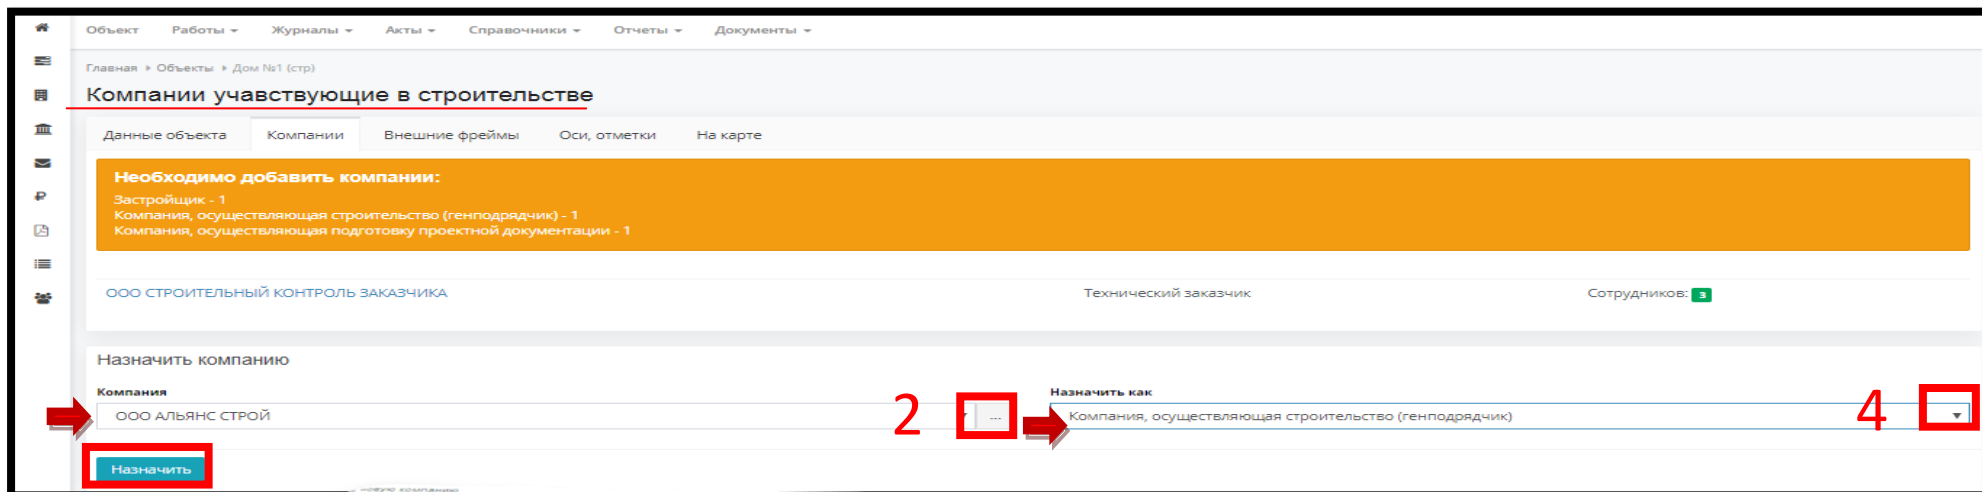 Объект Работы Журналы Акты Справочники Отчеты Документы
Главная Объекты Дом №1 (стр)
Компании учавствующие в строительстве
Данные объекта Компании Внешние фреймы Оси, отметки На карте
Необходимо добавить компании:
Застройщик - 1
Компания, осуществляющая строительство (генподрядчик) - 1
Компания, осуществляющая подготовку проектной документации - 1
ООО СТРОИТЕЛЬНЫЙ КОНТРОЛЬ ЗАКАЗЧИКА Технический заказчик Сотрудников: 3
Назначить компанию
Компания Назначить как
ООО АЛЬЯНС СТРОЙ 2 ... Компания, осуществляющая строительство (генподрядчик) 4
Назначить
новую компанию